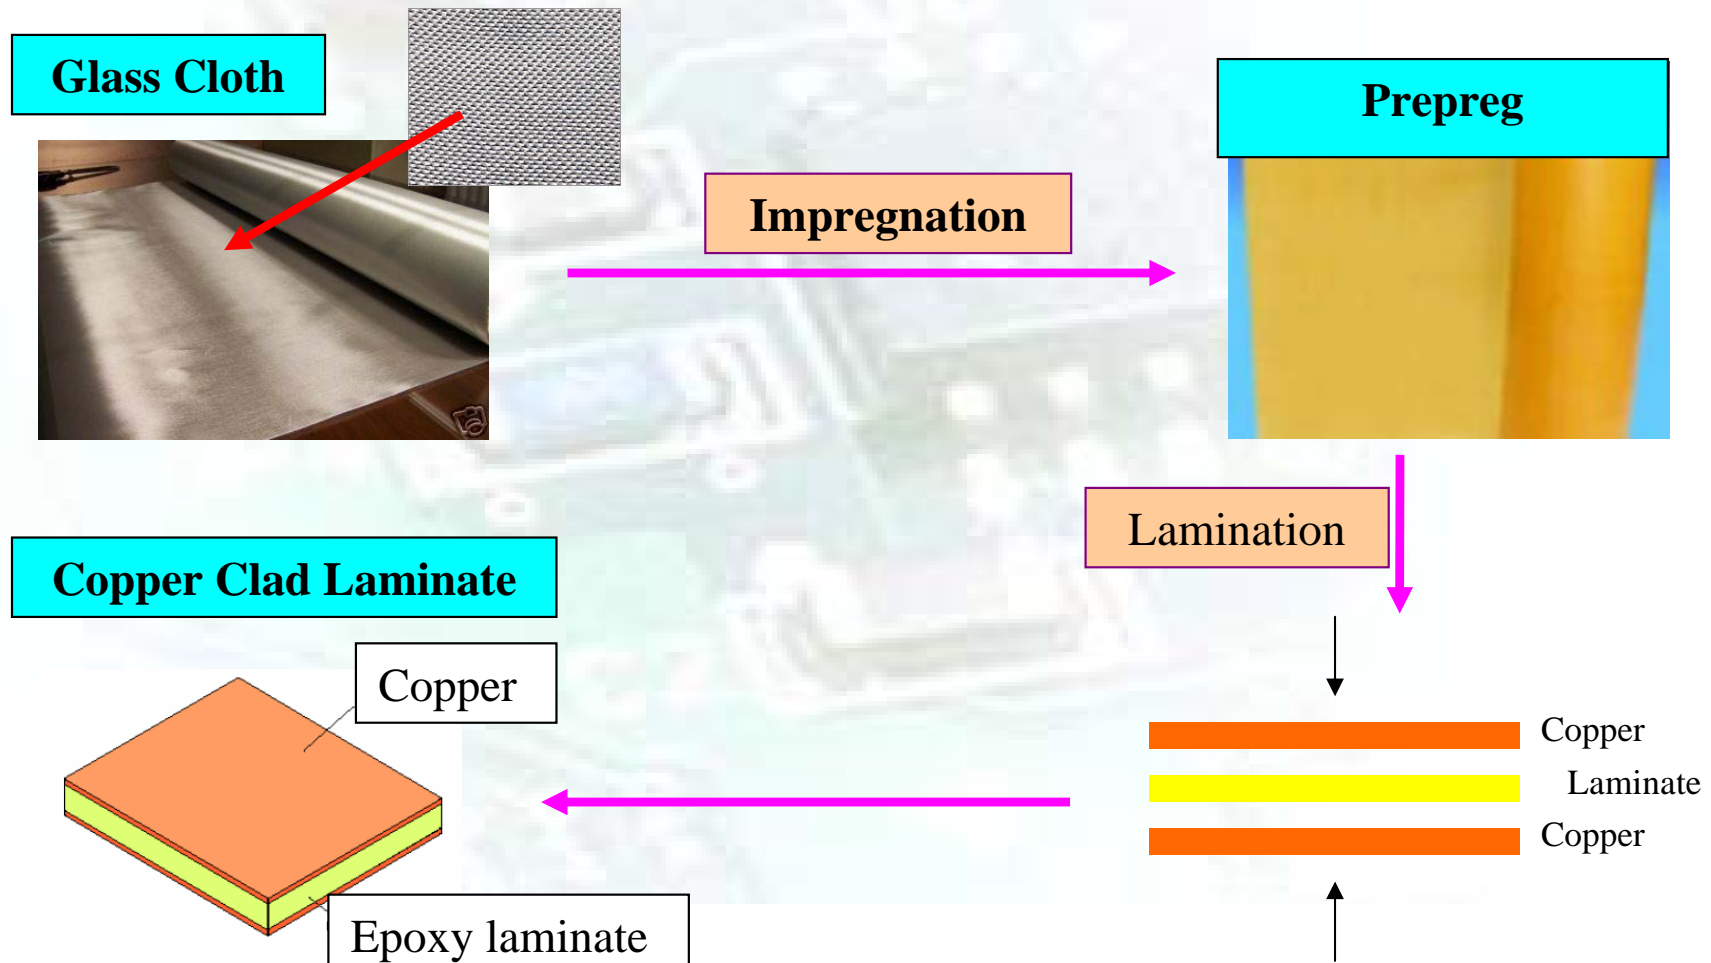 Glass Cloth
Prepreg
Impregnation
Lamination
Copper Clad Laminate
Copper
Copper
Laminate
Copper
Epoxy laminate